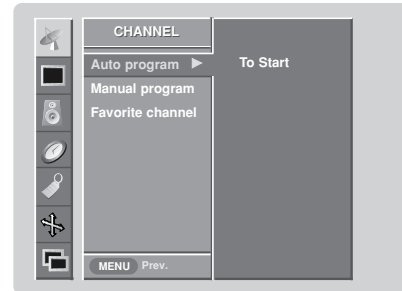 CHANNEL
Auto program ► To Start
Manual program
Favorite channel
MENU Prev.